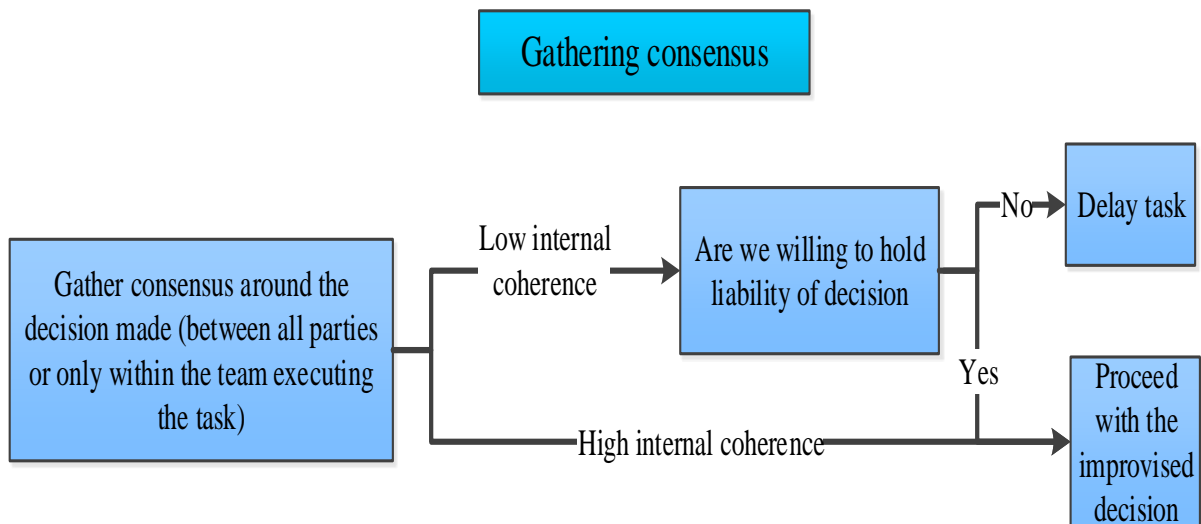 Gathering consensus
Gather consensus around the
decision made (between all parties
or only within the team executing
the task)
Low internal
coherence
High internal coherence
Are we willing to hold
liability of decision
No
Yes
Delay task
Proceed
with the
improvised
decision